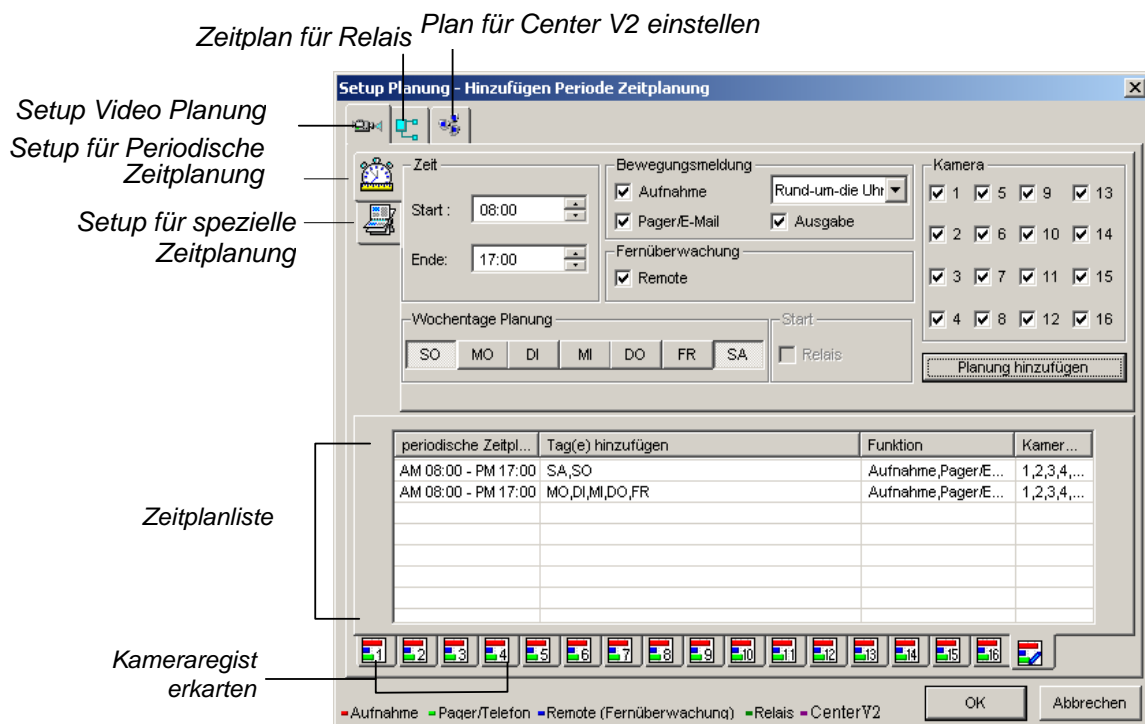 Plan für Center V2 einstellen
Zeitplan für Relais
Setup Video Planung
Setup für Periodische
Zeitplanung
Setup für spezielle
Zeitplanung
Zeitplanliste
Kameraregist
erkarten
Setup Planung - Hinzufügen Periode Zeitplanung
Zeit
Start :
08:00
Ende:
17:00
Bewegungsmeldung
Aufnahme
Rund-um-die Uhr
Pager/E-Mail
Ausgabe
Fernüberwachung
Remote
Kamera
1 5 9 13
2 6 10 14
3 7 11 15
4 8 12 16
Wochentage Planung
SO MO DI MI DO FR SA
Start
Relais
Planung hinzufügen
periodische Zeitpl... Tag(e) hinzufügen Funktion Kamer...
AM 08:00 - PM 17:00 SA,SO Aufnahme,Pager/E... 1,2,3,4,...
AM 08:00 - PM 17:00 MO,DI,MI,DO,FR Aufnahme,Pager/E... 1,2,3,4,...
1 2 3 4 5 6 7 8 9 10 11 12 13 14 15 16
Aufnahme Pager/Telefon Remote (Fernüberwachung) Relais CenterV2
OK
Abbrechen